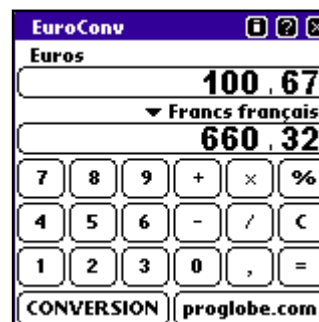 EuroConv
Euros
100,67
Francs français
660,32
7 8 9 + × %
4 5 6 - / C
1 2 3 0 , =
CONVERSION proglobe.com